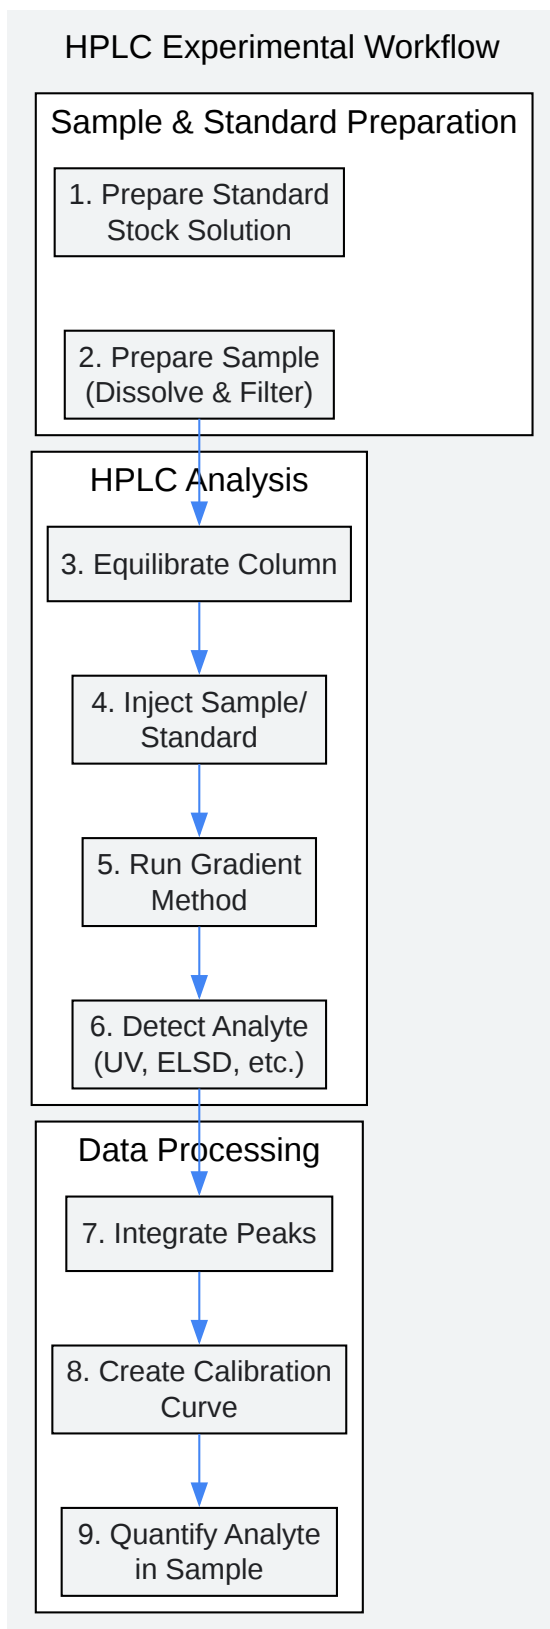 HPLC Experimental Workflow
Sample & Standard Preparation
1. Prepare Standard
Stock Solution
2. Prepare Sample
(Dissolve & Filter)
HPLC Analysis
3. Equilibrate Column
4. Inject Sample/
Standard
5. Run Gradient
Method
6. Detect Analyte
(UV, ELSD, etc.)
Data Processing
7. Integrate Peaks
8. Create Calibration
Curve
9. Quantify Analyte
in Sample